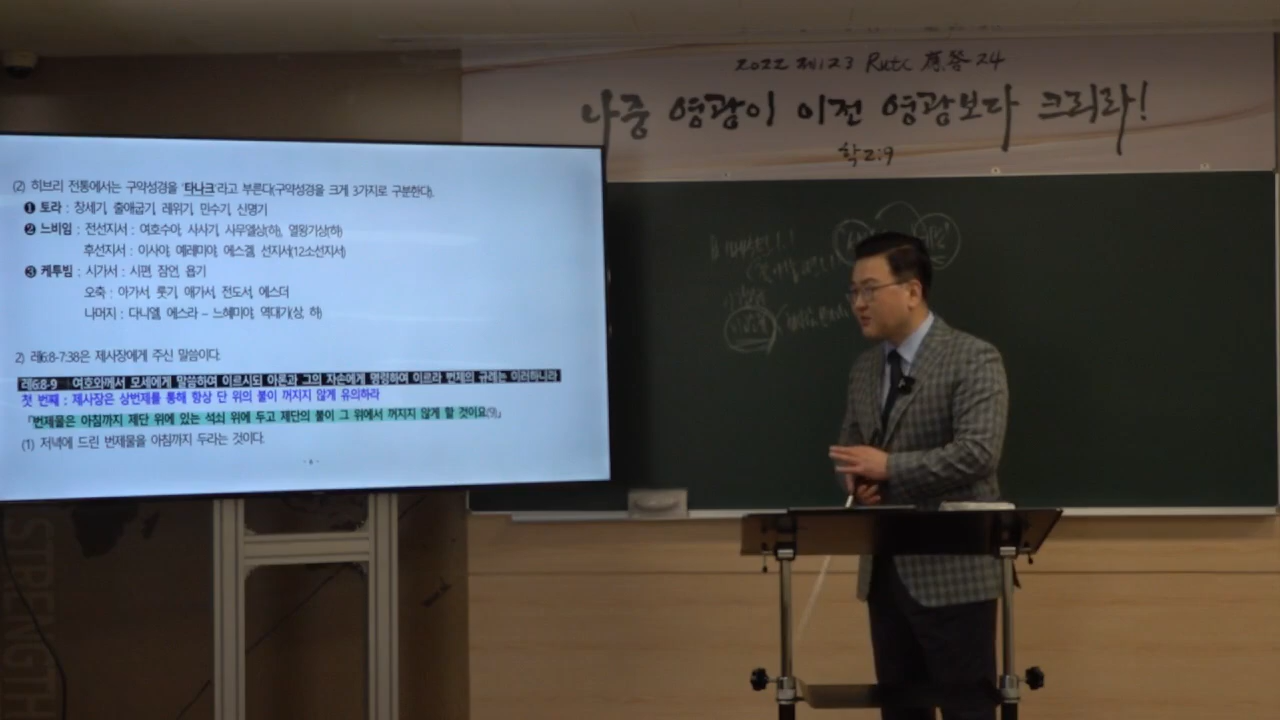 2022 제123 Rutc 應答 24
나중 영광이 이전 영광보다 크리라!
학2:9
(2) 히브리 전통에서는 구약성경을 '타나크'라고 부른다(구약성경을 크게 3가지로 구분한다).
❶ 토라 : 창세기, 출애굽기, 레위기, 민수기, 신명기
❷ 느비임 : 전선지서 : 여호수아, 사사기, 사무엘상(하), 열왕기상(하)
후선지서 : 이사야, 예레미야, 에스겔, 선지서(12소선지서)
❸ 케투빔 : 시가서 : 시편, 잠언, 욥기
오축 : 아가서, 룻기, 애가서, 전도서, 에스더
나머지 : 다니엘, 에스라 – 느헤미야, 역대기(상, 하)
2) 레6:8-7:38은 제사장에게 주신 말씀이다.
레6:8-9 여호와께서 모세에게 말씀하여 이르시되 아론과 그의 자손에게 명령하여 이르라 번제의 규례는 이러하니라
첫 번째 : 제사장은 상번제를 통해 항상 단 위의 불이 꺼지지 않게 유의하라
「번제물은 아침까지 제단 위에 있는 석쇠 위에 두고 제단의 불이 그 위에서 꺼지지 않게 할 것이요(9)」
(1) 저녁에 드린 번제물을 아침까지 두라는 것이다.
STRENGTH